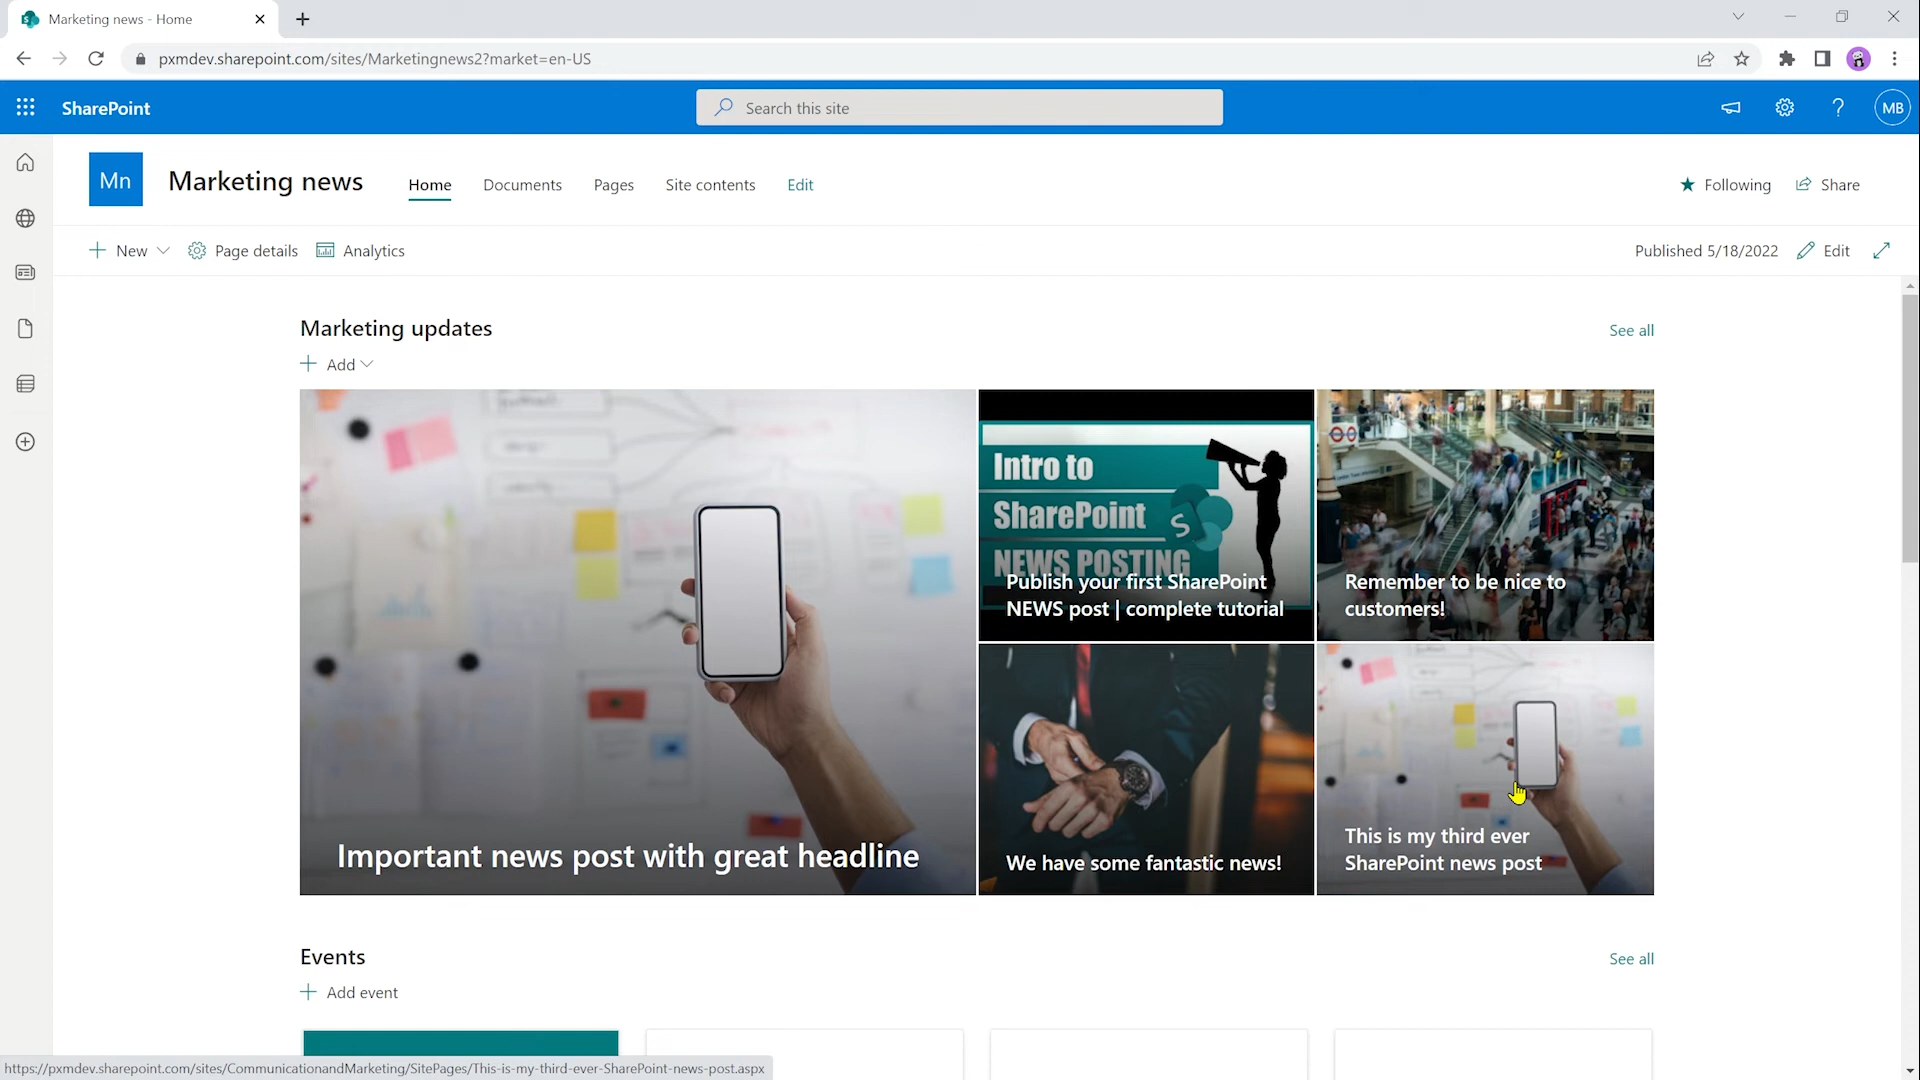 Marketing news - Home
pxmdev.sharepoint.com/sites/Marketingnews2?market=en-US
SharePoint
Search this site
MB
Mn
Marketing news
Home
Documents
Pages
Site contents
Edit
Following
Share
New
Page details
Analytics
Published 5/18/2022
Edit
Marketing updates
See all
Add
Intro to
SharePoint
S
NEWS POSTING
Publish your first SharePoint
NEWS post | complete tutorial
Remember to be nice to
customers!
Important news post with great headline
We have some fantastic news!
This is my third ever
SharePoint news post
Events
See all
Add event
https://pxmdev.sharepoint.com/sites/CommunicationandMarketing/SitePages/This-is-my-third-ever-SharePoint-news-post.aspx